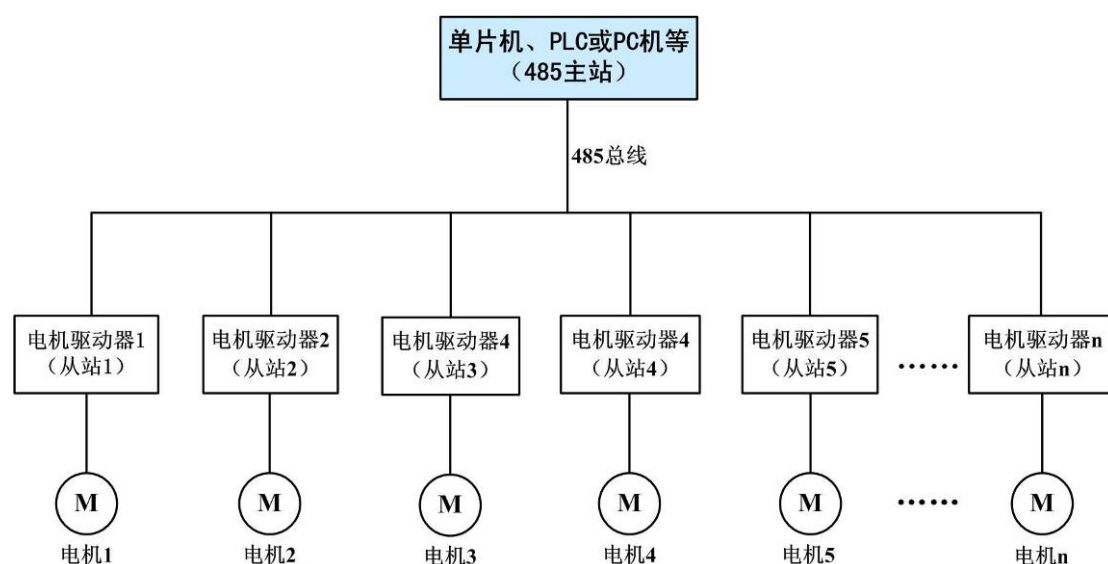 单片机、PLC或PC机等
（485主站）
485总线
电机驱动器1
（从站1）
电机驱动器2
（从站2）
电机驱动器4
（从站3）
电机驱动器4
（从站4）
电机驱动器5
（从站5）
……
电机驱动器n
（从站n）
M
M
M
M
M
……
M
电机1
电机2
电机3
电机4
电机5
电机n